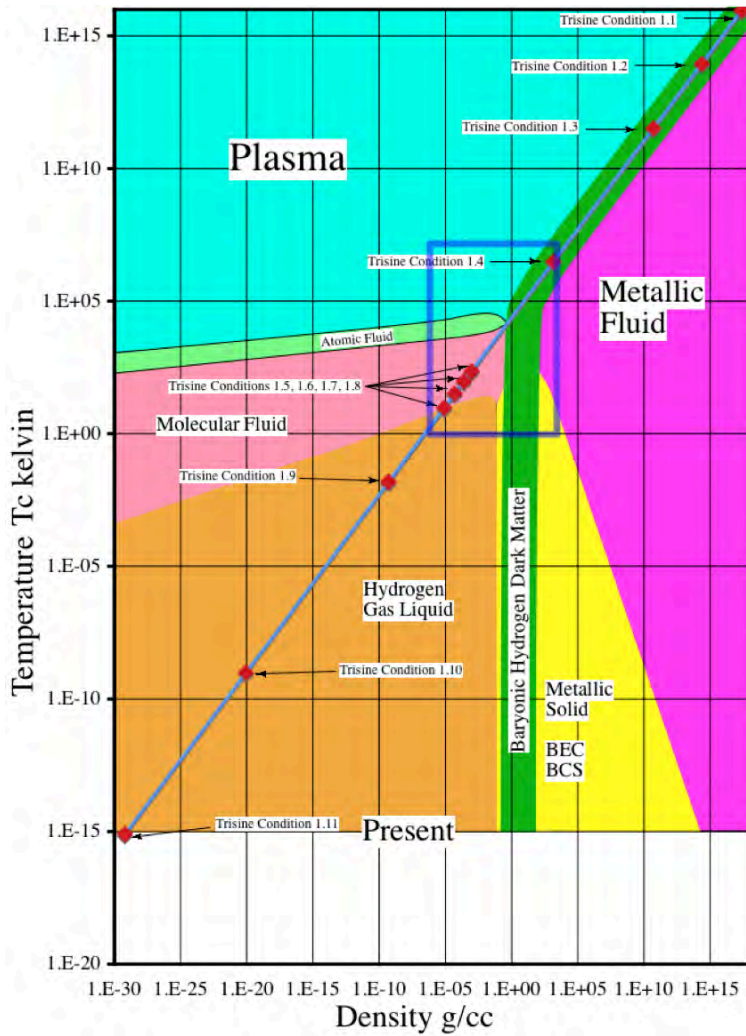 1.E+15
Trisine Condition 1.1
Trisine Condition 1.2
Trisine Condition 1.3
Plasma
1.E+10
Trisine Condition 1.4
Metallic
Fluid
1.E+05
Atomic Fluid
Trisine Conditions 1.5, 1.6, 1.7, 1.8
Molecular Fluid
1.E+00
Trisine Condition 1.9
Temperature Tc kelvin
1.E-05
Hydrogen
Gas Liquid
Baryonic Hydrogen Dark Matter
Trisine Condition 1.10
1.E-10
Metallic
Solid
BEC
BCS
Trisine Condition 1.11
Present
1.E-15
1.E-20
1.E-30 1.E-25 1.E-20 1.E-15 1.E-10 1.E-05 1.E+00 1.E+05 1.E+10 1.E+15
Density g/cc